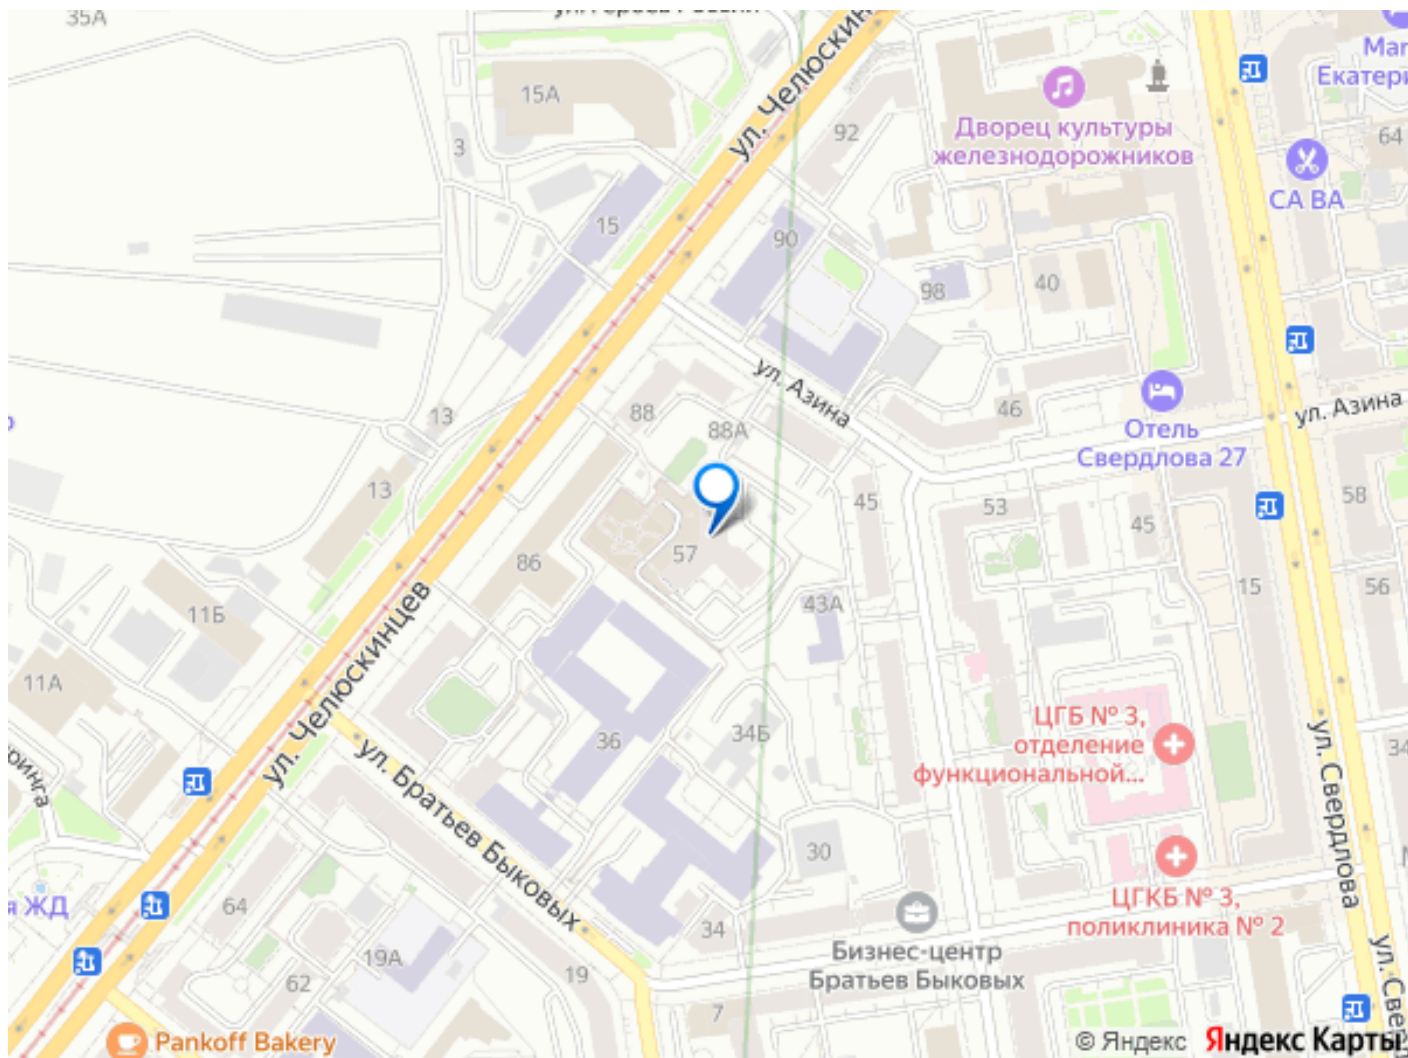 35А
ул. Челюскин
15А
3
92
Дворец культуры
железнодорожников
Екатери
64
СА ВА
15
90
98
40
ул. Азина
ул. Азина
13
88
88А
46
Отель
Свердлова 27
13
45
53
45
58
57
86
15
56
11Б
43А
ул. Челюскинцев
11А
36
34Б
ЦГБ № 3,
отделение
функциональной...
ул. Свердлова
34
ул. Братьев Быковых
30
ЦГКБ № 3,
поликлиника № 2
я ЖД
64
34
Бизнес-центр
Братьев Быковых
19А
19
62
7
ул. Свер
Pankoff Bakery
© Яндекс
Яндекс Карты